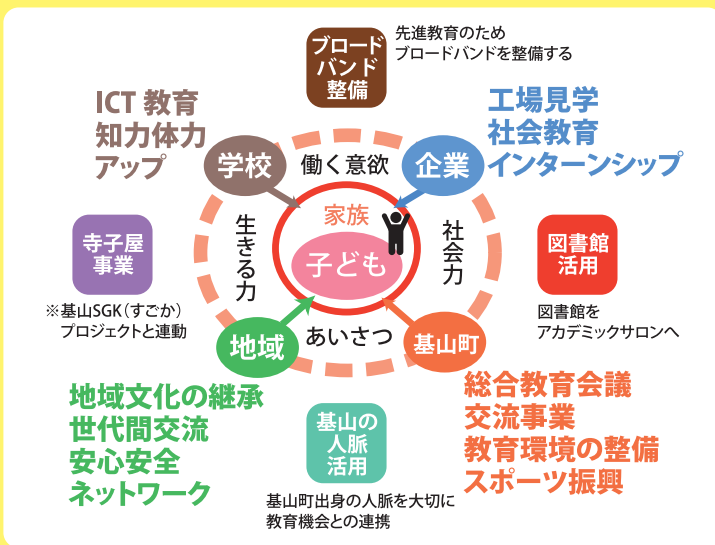 ブロード
バンド
整備
先進教育のため
ブロードバンドを整備する
ICT 教育
知力体力
アップ
学校
働く意欲
企業
工場見学
社会教育
インターンシップ
寺子屋
事業
※基山SGK（すごか）
プロジェクトと連動
生きる力
家族
子ども
社会力
図書館
活用
図書館を
アカデミックサロンへ
地域
あいさつ
基山町
地域文化の継承
世代間交流
安心安全
ネットワーク
基山の
人脈
活用
基山町出身の人脈を大切に
教育機会との連携
総合教育会議
交流事業
教育環境の整備
スポーツ振興